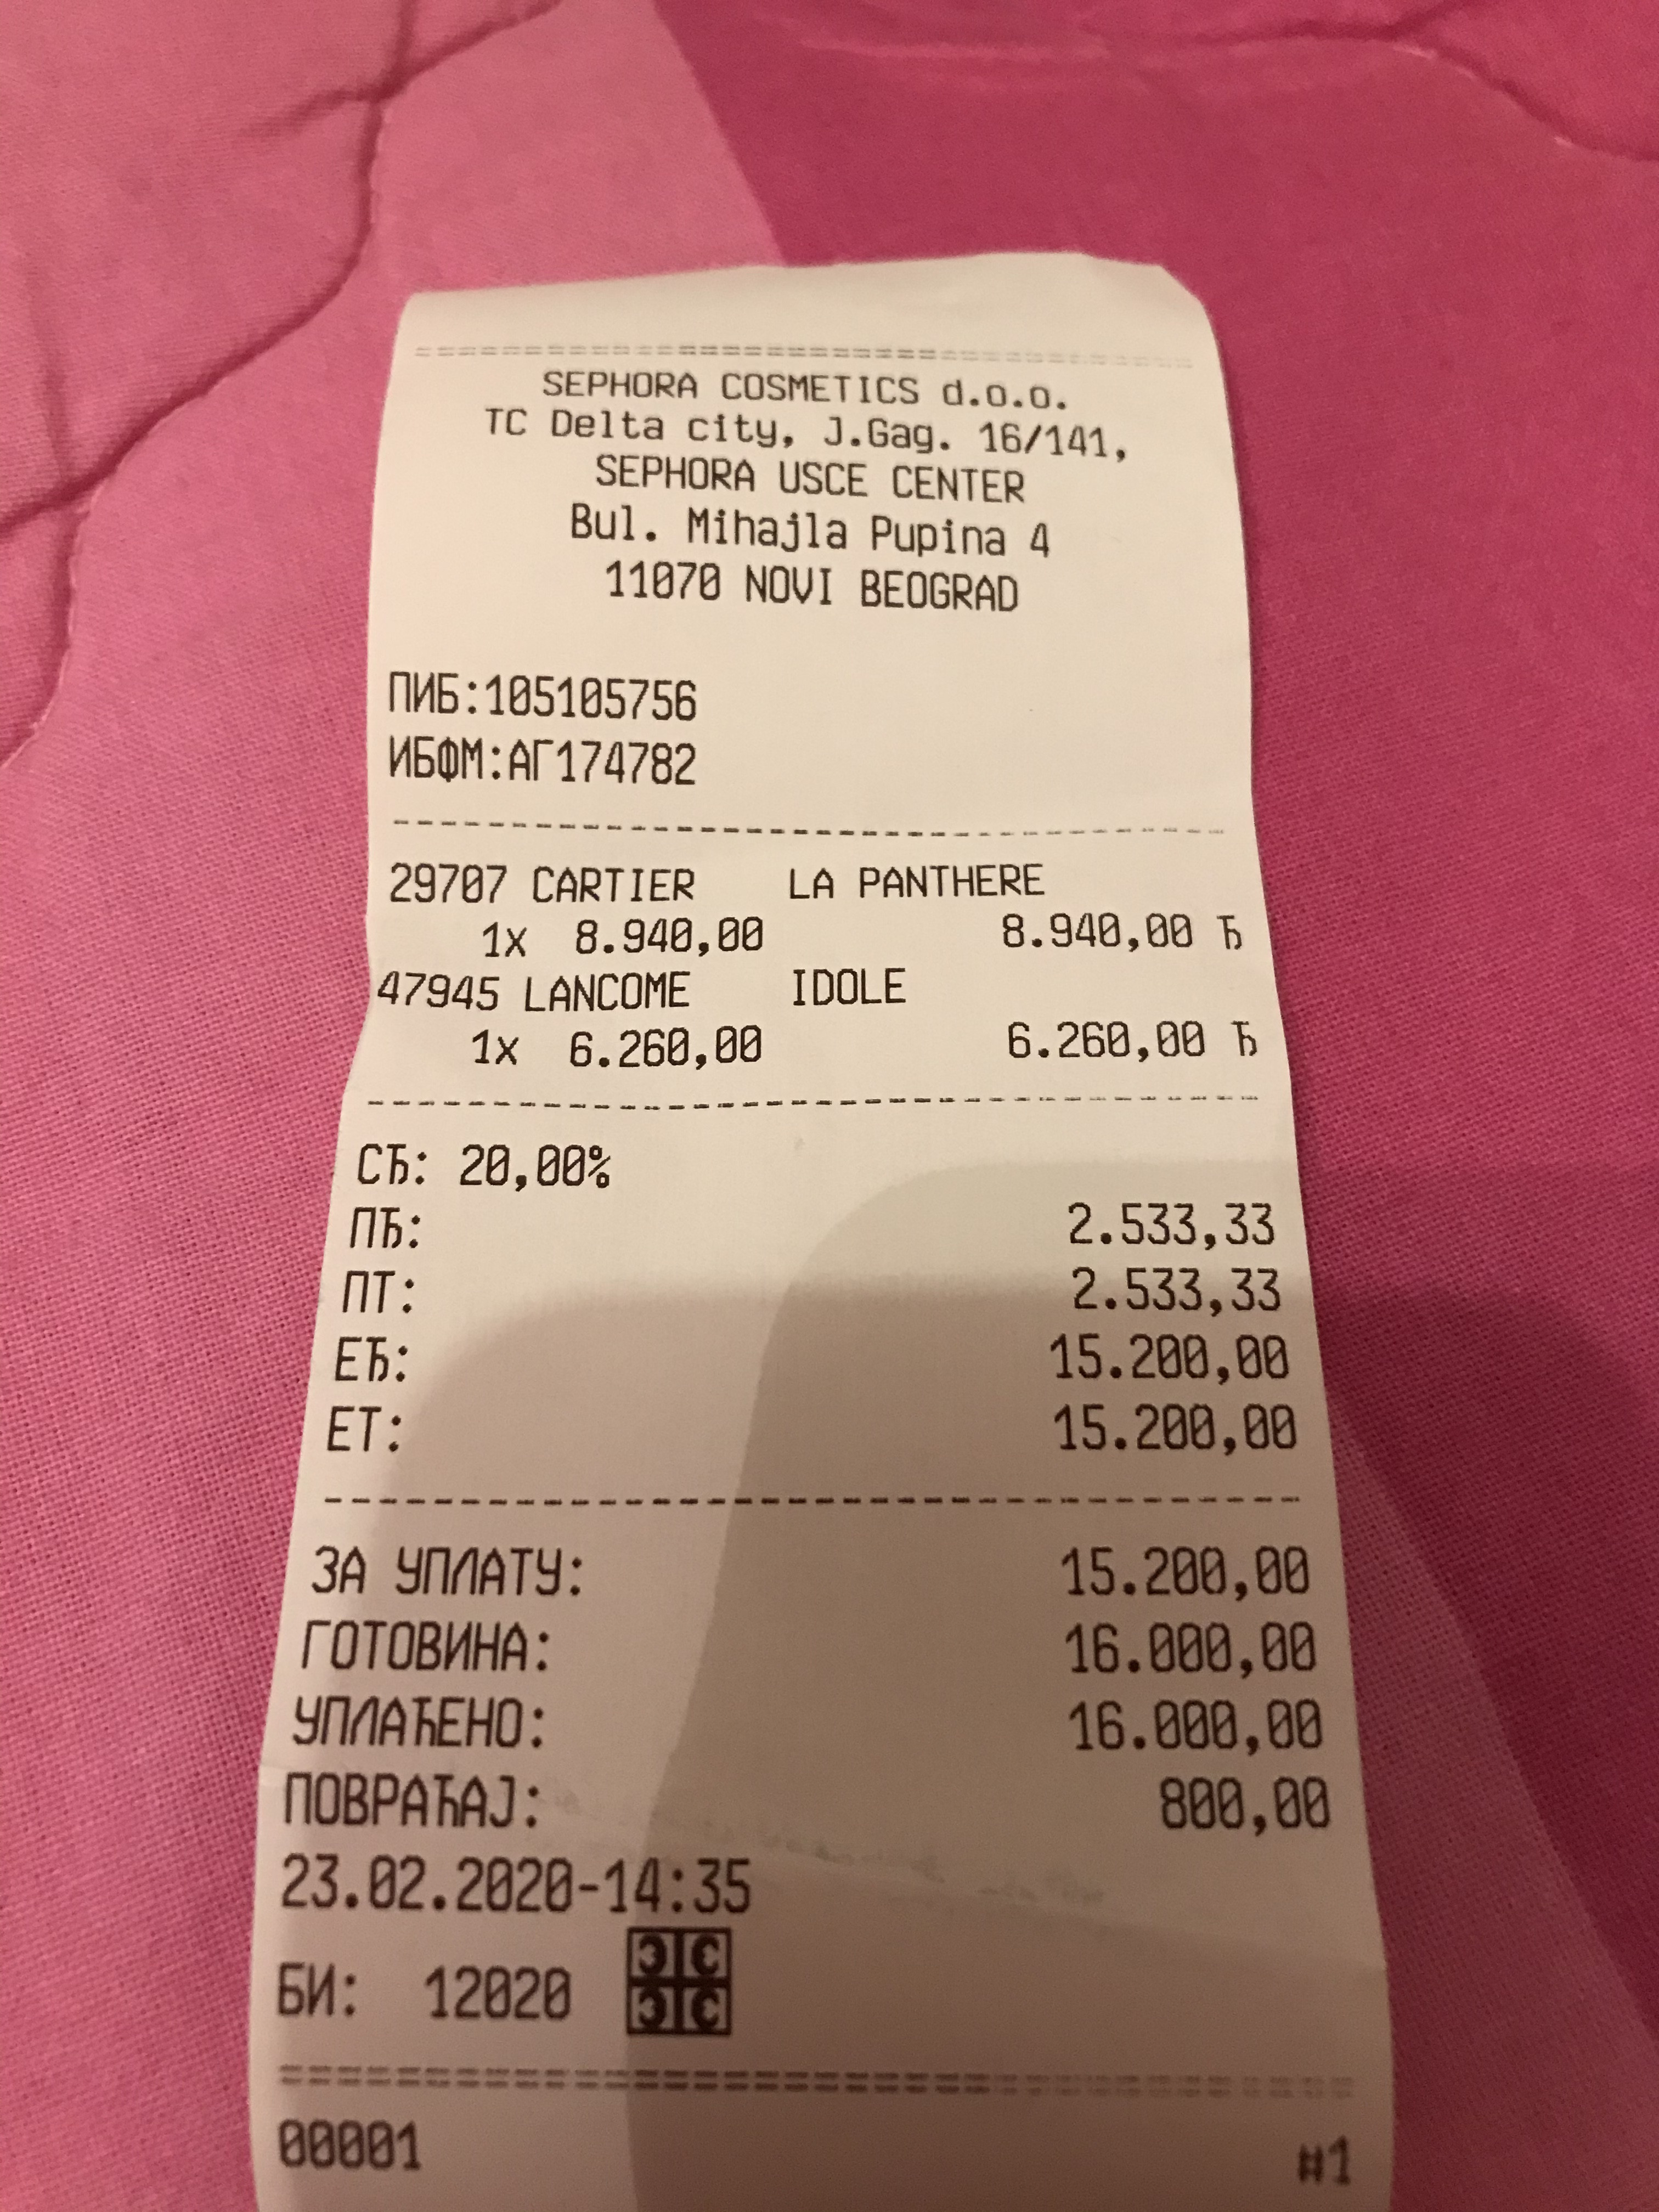 SEPHORA COSMETICS d.o.o.
TC Delta city, J.Gag. 16/141,
SEPHORA USCE CENTER
Bul. Mihajla Pupina 4
11070 NOVI BEOGRAD
ПИБ:105105756
ИБФМ:АГ174782
29707 CARTIER LA PANTHERE
1x 8.940,00 8.940,00 Ђ
47945 LANCOME IDOLE
1x 6.260,00 6.260,00 Ђ
СЂ: 20,00%
ПЂ: 2.533,33
ПТ: 2.533,33
ЕЂ: 15.200,00
ЕТ: 15.200,00
ЗА УПЛАТУ: 15.200,00
ГОТОВИНА: 16.000,00
УПЛАЋЕНО: 16.000,00
ПОВРАЋАЈ: 800,00
23.02.2020-14:35
БИ: 12020
00001 #1